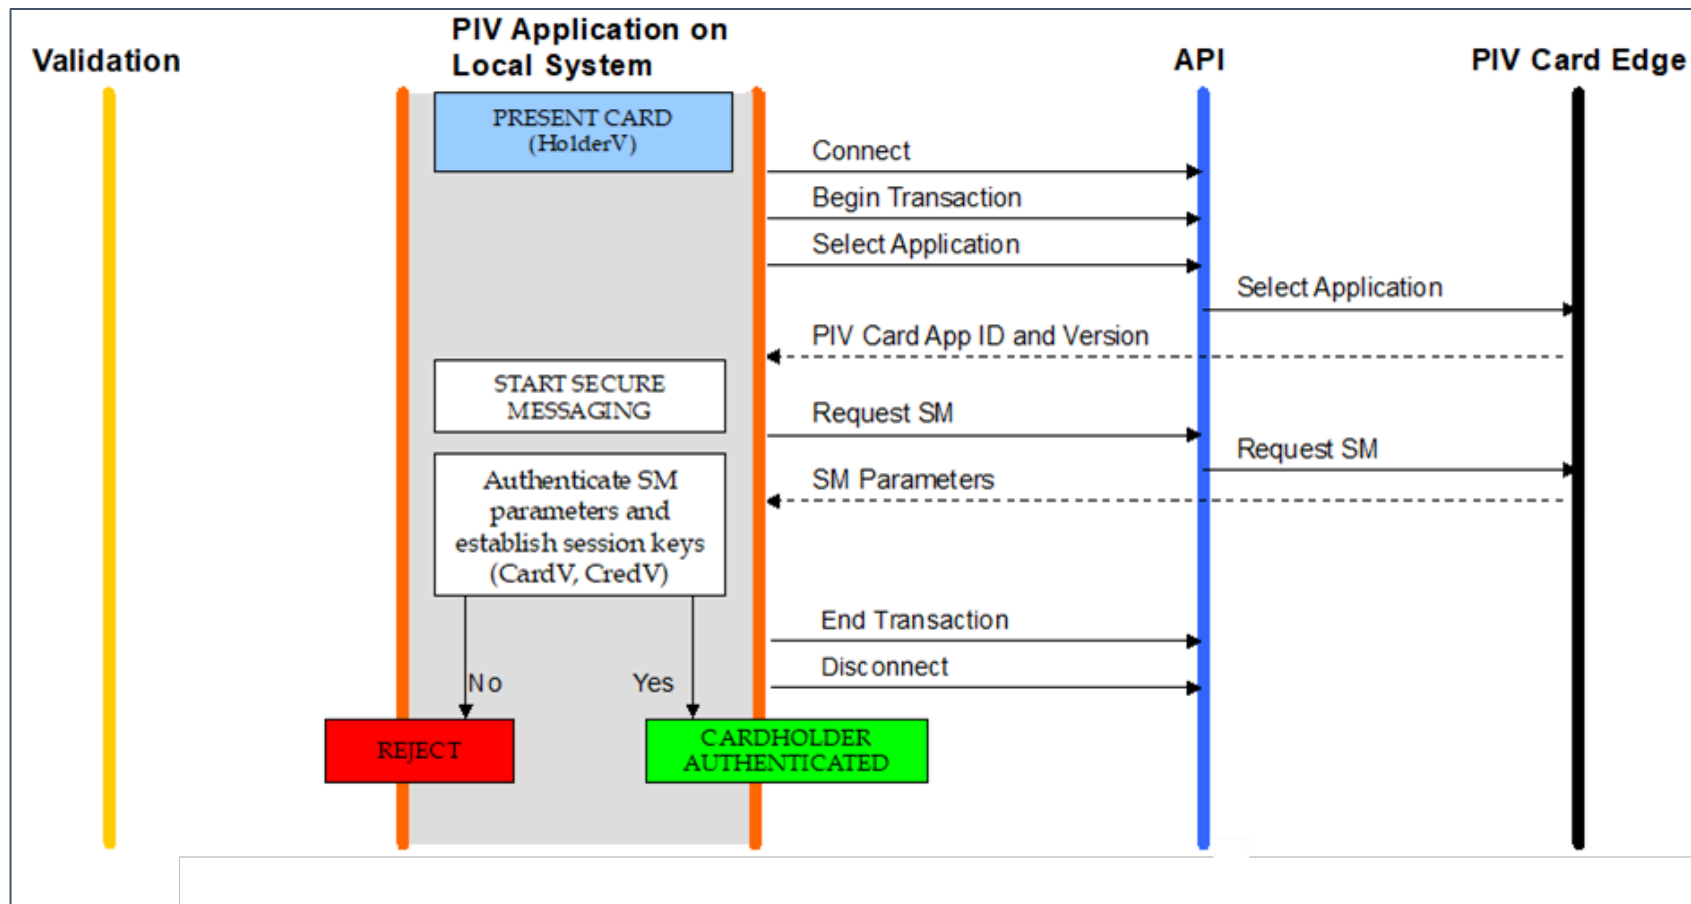 PIV Application on
Local System
Validation
API
PIV Card Edge
PRESENT CARD
(HolderV)
Connect
Begin Transaction
Select Application
Select Application
PIV Card App ID and Version
START SECURE
MESSAGING
Request SM
Request SM
Authenticate SM
parameters and
establish session keys
(CardV, CredV)
SM Parameters
End Transaction
Disconnect
No
Yes
REJECT
CARDHOLDER
AUTHENTICATED